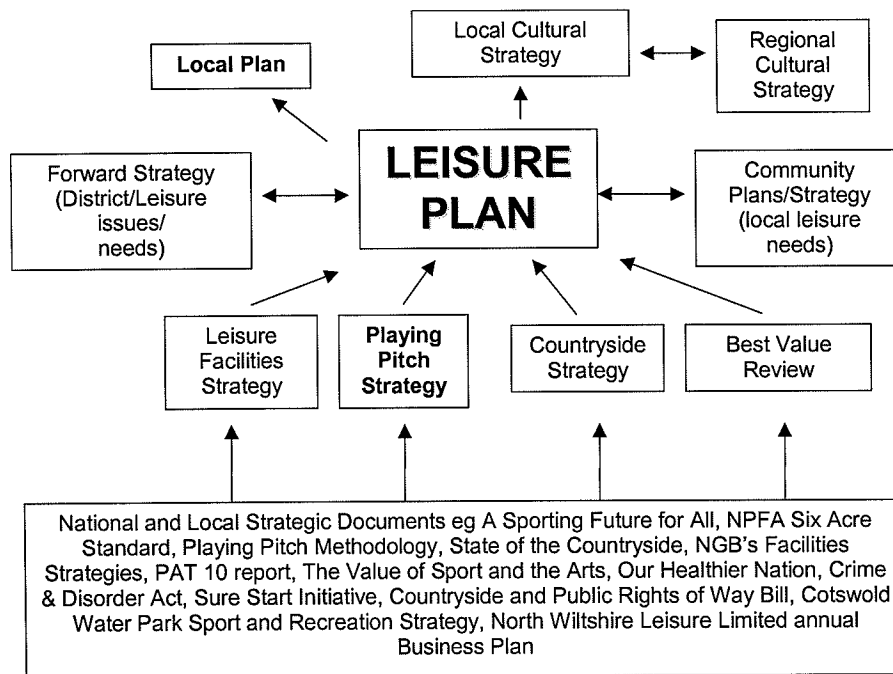 Local Plan
Local Cultural
Strategy
Regional
Cultural
Strategy
Forward Strategy
(District/Leisure
issues/
needs)
LEISURE
PLAN
Community
Plans/Strategy
(local leisure
needs)
Leisure
Facilities
Strategy
Playing
Pitch
Strategy
Countryside
Strategy
Best Value
Review
National and Local Strategic Documents eg A Sporting Future for All, NPFA Six Acre
Standard, Playing Pitch Methodology, State of the Countryside, NGB's Facilities
Strategies, PAT 10 report, The Value of Sport and the Arts, Our Healthier Nation, Crime
& Disorder Act, Sure Start Initiative, Countryside and Public Rights of Way Bill, Cotswold
Water Park Sport and Recreation Strategy, North Wiltshire Leisure Limited annual
Business Plan